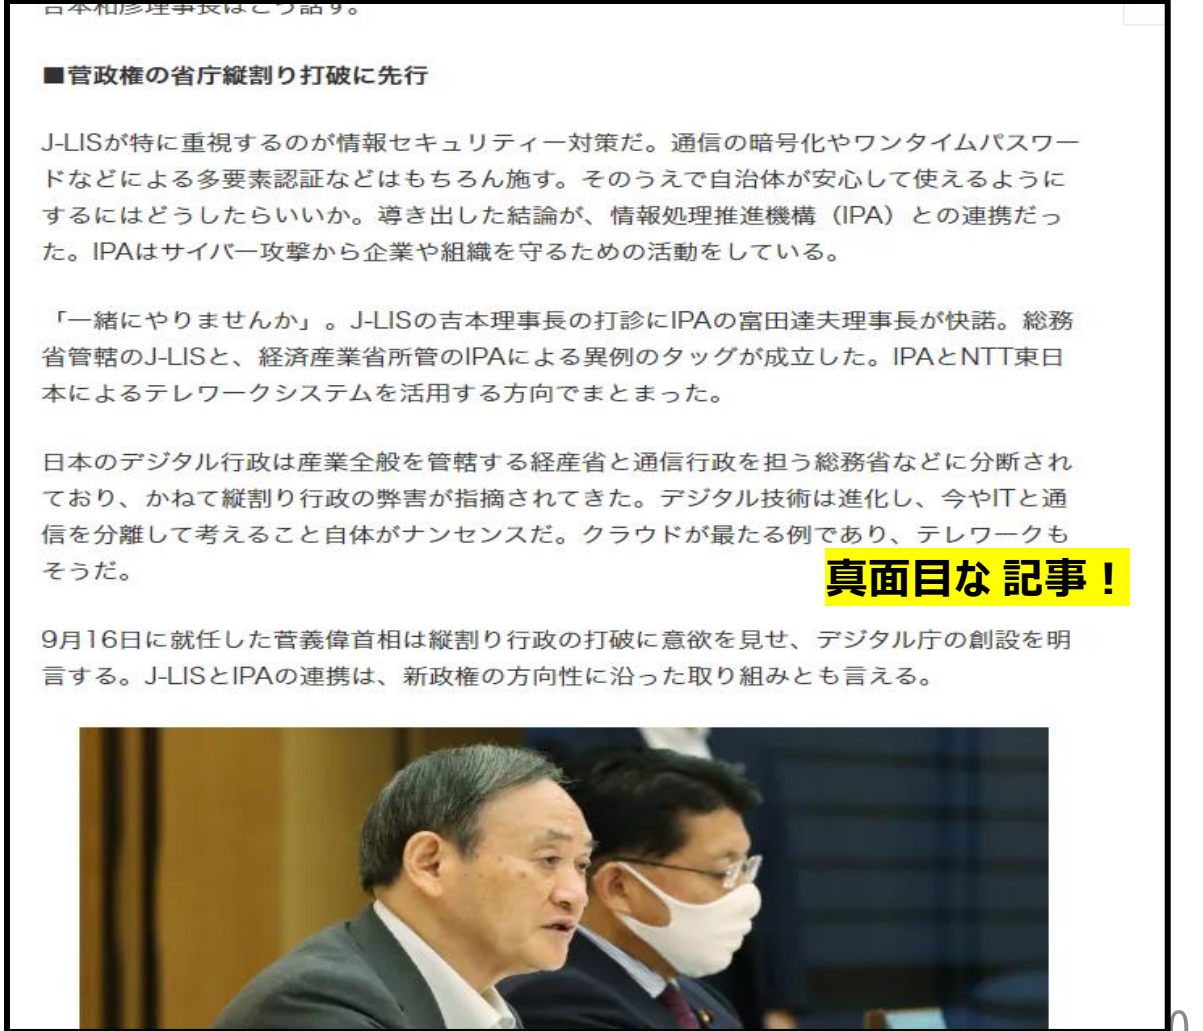 吉本和彦理事長はこう話す。
■菅政権の省庁縦割り打破に先行
J-LISが特に重視するのが情報セキュリティー対策だ。通信の暗号化やワンタイムパスワー
ドなどによる多要素認証などはもちろん施す。そのうえで自治体が安心して使えるように
するにはどうしたらいいか。導き出した結論が、情報処理推進機構（IPA）との連携だっ
た。IPAはサイバー攻撃から企業や組織を守るための活動をしている。
「一緒にやりませんか」。J-LISの吉本理事長の打診にIPAの富田達夫理事長が快諾。総務
省管轄のJ-LISと、経済産業省所管のIPAによる異例のタッグが成立した。IPAとNTT東日
本によるテレワークシステムを活用する方向でまとまった。
日本のデジタル行政は産業全般を管轄する経産省と通信行政を担う総務省などに分断され
ており、かねて縦割り行政の弊害が指摘されてきた。デジタル技術は進化し、今やITと通
信を分離して考えること自体がナンセンスだ。クラウドが最たる例であり、テレワークも
そうだ。
真面目な 記事！
9月16日に就任した菅義偉首相は縦割り行政の打破に意欲を見せ、デジタル庁の創設を明
言する。J-LISとIPAの連携は、新政権の方向性に沿った取り組みとも言える。
0